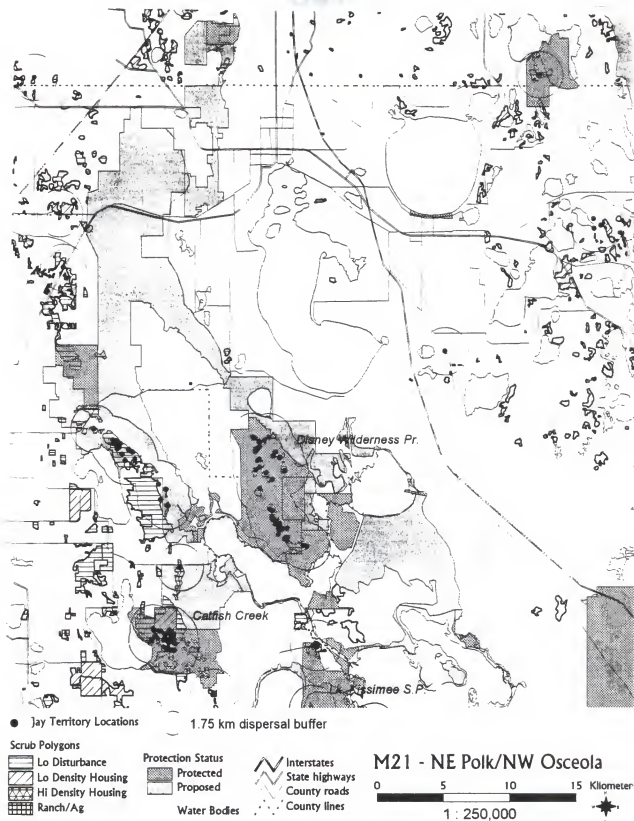 Disney Wilderness Pr.
Catfish Creek
Lk. Kissimee S.P.
Jay Territory Locations
1.75 km dispersal buffer
Scrub Polygons
Lo Disturbance
Lo Density Housing
Hi Density Housing
Ranch/Ag
Protection Status
Protected
Proposed
Water Bodies
Interstates
State highways
County roads
County lines
M21 - NE Polk/NW Osceola
0 5 10 15 Kilometer
1 : 250,000